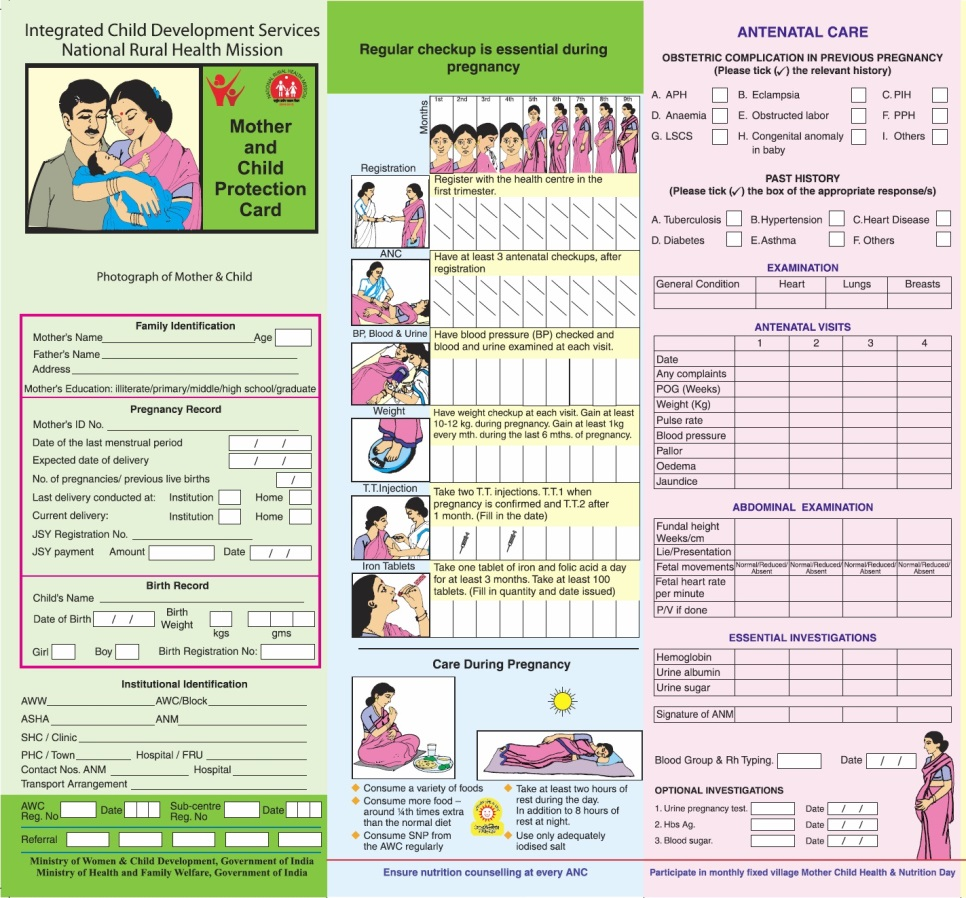 Integrated Child Development Services
National Rural Health Mission
Mother
and
Child
Protection
Card
Photograph of Mother & Child
Family Identification
Mother's Name Age
Father's Name
Address
Mother's Education: illiterate/primary/middle/high school/graduate
Pregnancy Record
Mother's ID No.
Date of the last menstrual period / /
Expected date of delivery / /
No. of pregnancies/ previous live births /
Last delivery conducted at: Institution Home
Current delivery: Institution Home
JSY Registration No.
JSY payment Amount Date / /
Birth Record
Child's Name
Date of Birth / / Birth
Weight
kgs gms
Girl Boy Birth Registration No:
Institutional Identification
AWW AWC/Block
ASHA ANM
SHC / Clinic
PHC / Town Hospital / FRU
Contact Nos. ANM Hospital
Transport Arrangement
AWC
Reg. No Date Sub-centre
Reg. No Date
Referral
Ministry of Women & Child Development, Government of India
Ministry of Health and Family Welfare, Government of India
Regular checkup is essential during
pregnancy
Months
1st 2nd 3rd 4th 5th 6th 7th 8th 9th
Registration
Register with the health centre in the
first trimester.
ANC
Have at least 3 antenatal checkups, after
registration
BP, Blood & Urine
Have blood pressure (BP) checked and
blood and urine examined at each visit.
Weight
Have weight checkup at each visit. Gain at least
10-12 kg. during pregnancy. Gain at least 1kg
every mth. during the last 6 mths. of pregnancy.
T.T.Injection
Take two T.T. injections. T.T.1 when
pregnancy is confirmed and T.T.2 after
1 month. (Fill in the date)
Iron Tablets
Take one tablet of iron and folic acid a day
for at least 3 months. Take at least 100
tablets. (Fill in quantity and date issued)
Care During Pregnancy
Consume a variety of foods
Consume more food –
around ¼th times extra
than the normal diet
Consume SNP from
the AWC regularly
Take at least two hours of
rest during the day.
In addition to 8 hours of
rest at night.
Use only adequately
iodised salt
Ensure nutrition counselling at every ANC
ANTENATAL CARE
OBSTETRIC COMPLICATION IN PREVIOUS PREGNANCY
(Please tick (✓) the relevant history)
A. APH B. Eclampsia C. PIH
D. Anaemia E. Obstructed labor F. PPH
G. LSCS H. Congenital anomaly
in baby I. Others
PAST HISTORY
(Please tick (✓) the box of the appropriate response/s)
A. Tuberculosis B.Hypertension C.Heart Disease
D. Diabetes E.Asthma F. Others
EXAMINATION
General Condition Heart Lungs Breasts
ANTENATAL VISITS
1 2 3 4
Date
Any complaints
POG (Weeks)
Weight (Kg)
Pulse rate
Blood pressure
Pallor
Oedema
Jaundice
ABDOMINAL EXAMINATION
Fundal height
Weeks/cm
Lie/Presentation
Fetal movements Normal/Reduced/ Normal/Reduced/ Normal/Reduced/ Normal/Reduced/
Absent Absent Absent Absent
Fetal heart rate
per minute
P/V if done
ESSENTIAL INVESTIGATIONS
Hemoglobin
Urine albumin
Urine sugar
Signature of ANM
Blood Group & Rh Typing. Date / /
OPTIONAL INVESTIGATIONS
1. Urine pregnancy test. Date / /
2. Hbs Ag. Date / /
3. Blood sugar. Date / /
Participate in monthly fixed village Mother Child Health & Nutrition Day